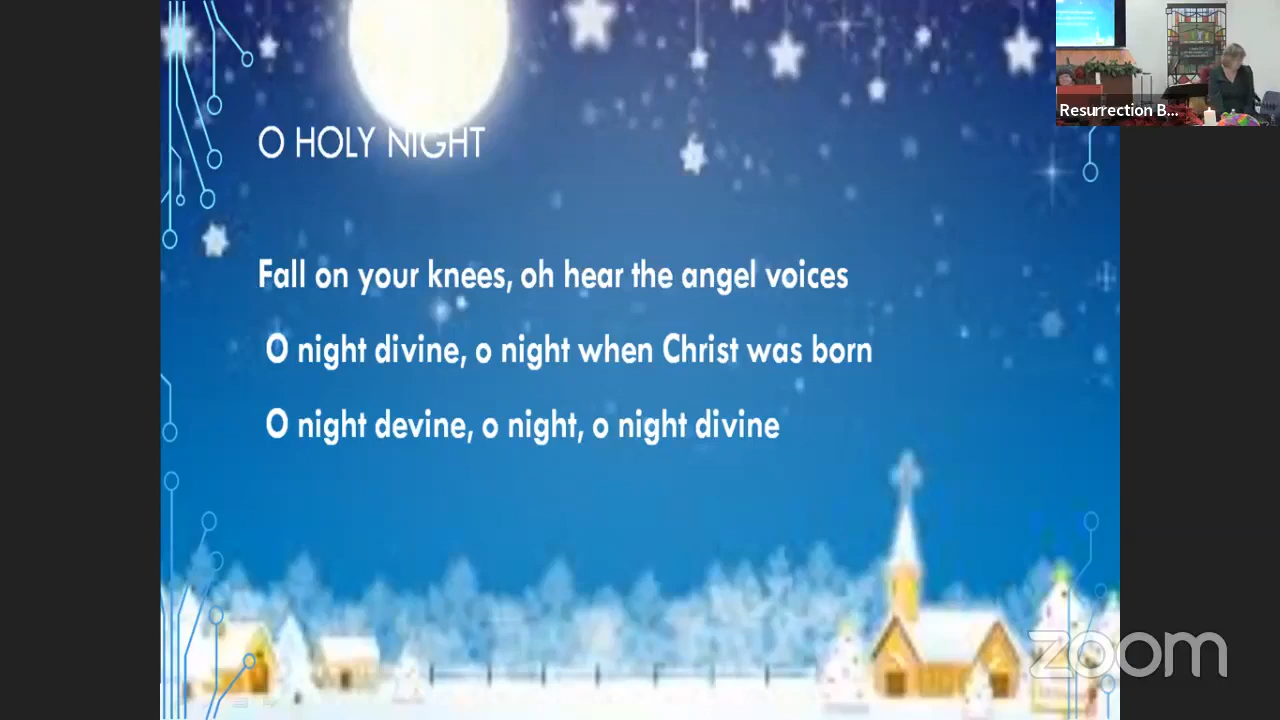 O HOLY NIGHT
Fall on your knees, oh hear the angel voices
O night divine, o night when Christ was born
O night devine, o night, o night divine
Resurrection B...
zoom